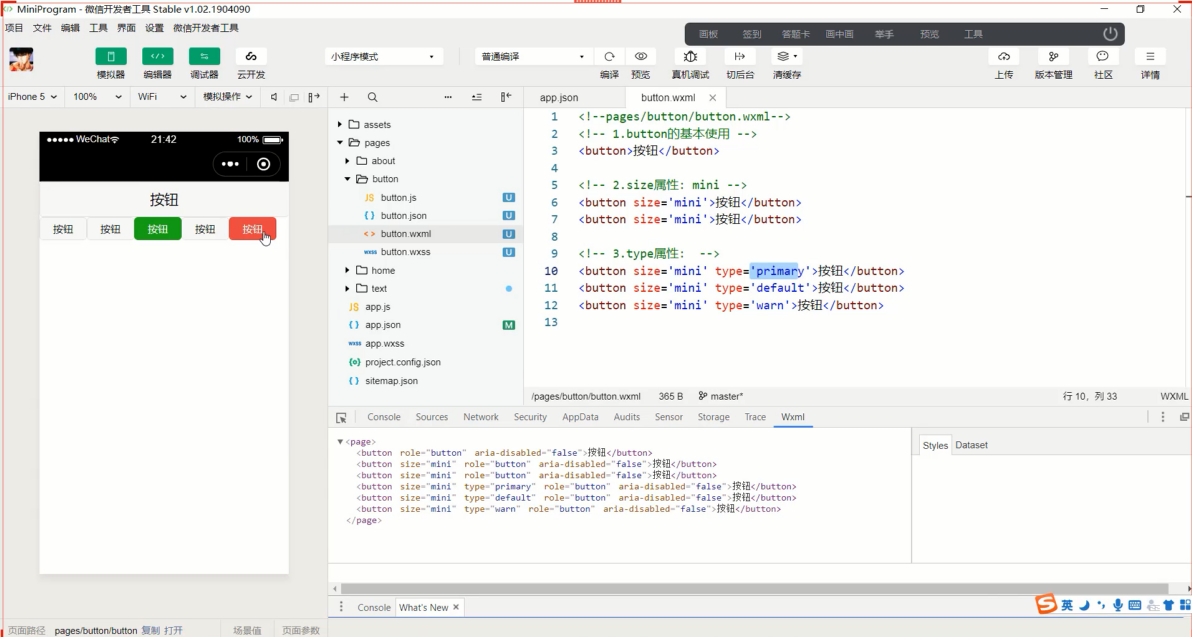 MiniProgram - 微信开发者工具 Stable v1.02.1904090
项目 文件 编辑 工具 界面 设置 微信开发者工具
画板 签到 答题卡 画中画 举手 预览 工具
小程序模式 普通编译
模拟器 编辑器 调试器 云开发 编译 预览 真机调试 切后台 清缓存 上传 版本管理 社区 详情
iPhone 5 100% WiFi 模拟操作
app.json button.wxml
WeChat 21:42 100%
按钮
按钮 按钮 按钮 按钮 按钮
assets
pages
about
button
JS button.js U
{ } button.json U
< > button.wxml U
wxss button.wxss U
home
text
JS app.js
{ } app.json M
wxss app.wxss
{o} project.config.json
{ } sitemap.json
1 <!--pages/button/button.wxml-->
2 <!-- 1.button的基本使用 -->
3 <button>按钮</button>
4
5 <!-- 2.size属性: mini -->
6 <button size='mini'>按钮</button>
7 <button size='mini'>按钮</button>
8
9 <!-- 3.type属性:  -->
10 <button size='mini' type='primary'>按钮</button>
11 <button size='mini' type='default'>按钮</button>
12 <button size='mini' type='warn'>按钮</button>
13
/pages/button/button.wxml 365 B master* 行 10, 列 33 WXML
Console Sources Network Security AppData Audits Sensor Storage Trace Wxml
Styles Dataset
<page>
<button role="button" aria-disabled="false">按钮</button>
<button size="mini" role="button" aria-disabled="false">按钮</button>
<button size="mini" role="button" aria-disabled="false">按钮</button>
<button size="mini" type="primary" role="button" aria-disabled="false">按钮</button>
<button size="mini" type="default" role="button" aria-disabled="false">按钮</button>
<button size="mini" type="warn" role="button" aria-disabled="false">按钮</button>
</page>
Console What's New
英
页面路径 pages/button/button 复制 打开 场景值 页面参数